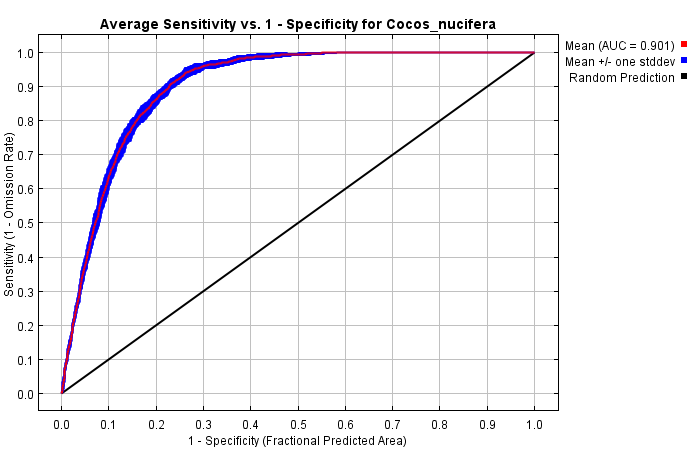 Average Sensitivity vs. 1 - Specificity for Cocos_nucifera
Mean (AUC = 0.901)
Mean +/- one stddev
Random Prediction
Sensitivity (1 - Omission Rate)
1.0
0.9
0.8
0.7
0.6
0.5
0.4
0.3
0.2
0.1
0.0
0.0 0.1 0.2 0.3 0.4 0.5 0.6 0.7 0.8 0.9 1.0
1 - Specificity (Fractional Predicted Area)